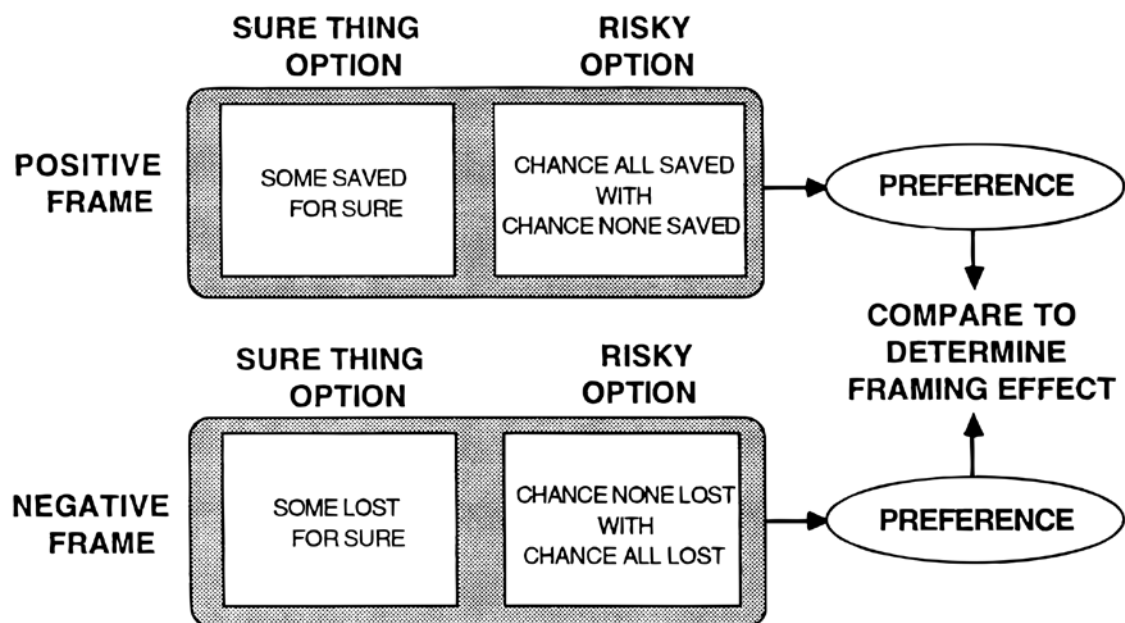 SURE THING
OPTION
RISKY
OPTION
POSITIVE
FRAME
SOME SAVED
FOR SURE
CHANCE ALL SAVED
WITH
CHANCE NONE SAVED
PREFERENCE
COMPARE TO
DETERMINE
FRAMING EFFECT
SURE THING
OPTION
RISKY
OPTION
NEGATIVE
FRAME
SOME LOST
FOR SURE
CHANCE NONE LOST
WITH
CHANCE ALL LOST
PREFERENCE